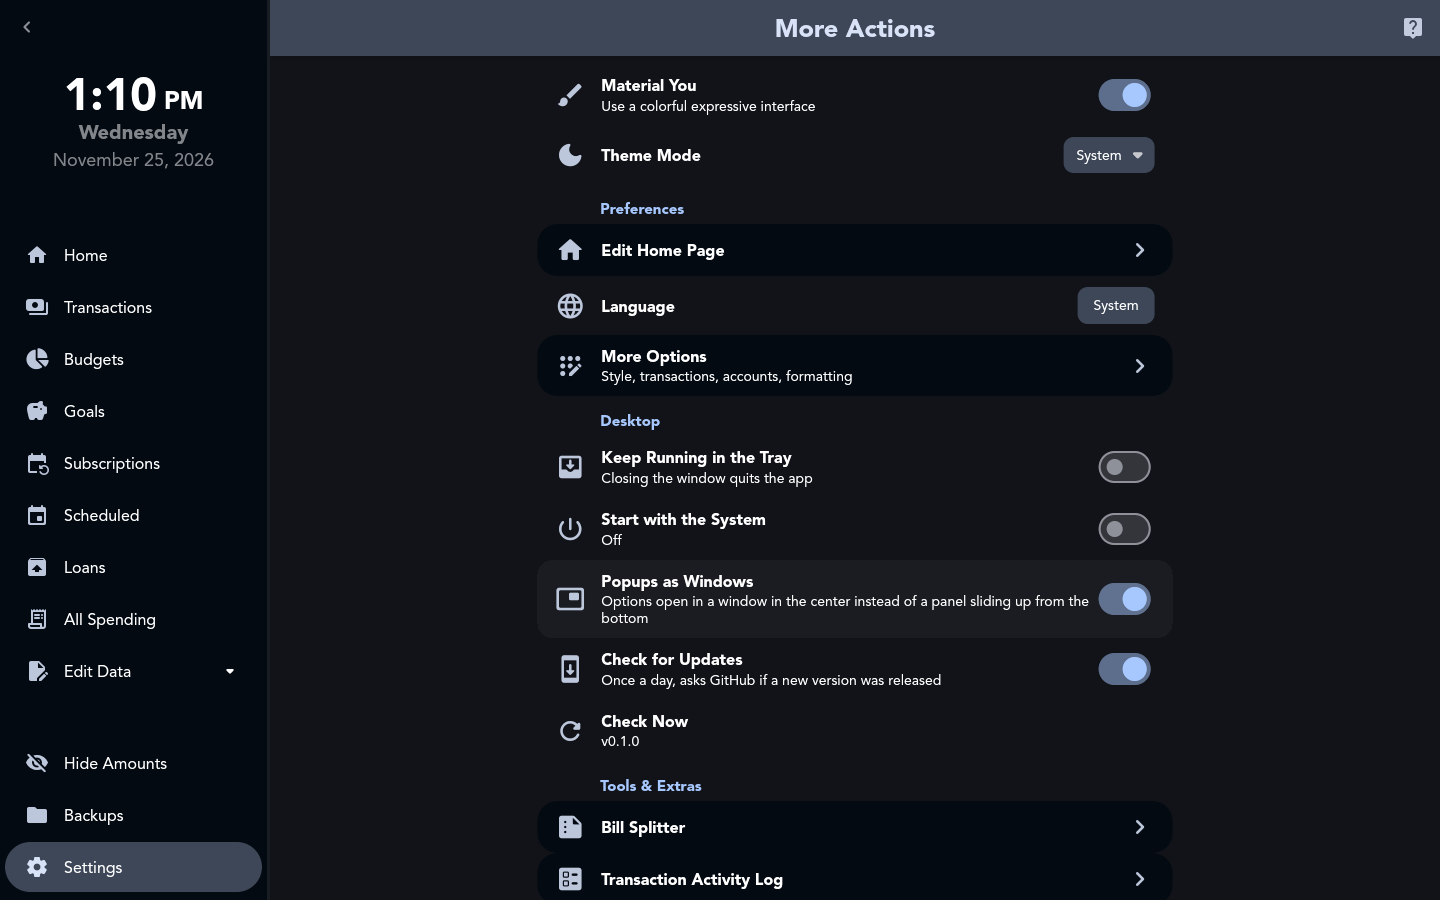 More Actions
1:10 PM
Wednesday
November 25, 2026
Home
Transactions
Budgets
Goals
Subscriptions
Scheduled
Loans
All Spending
Edit Data
Hide Amounts
Backups
Settings
Material You
Use a colorful expressive interface
Theme Mode
System
Preferences
Edit Home Page
Language
System
More Options
Style, transactions, accounts, formatting
Desktop
Keep Running in the Tray
Closing the window quits the app
Start with the System
Off
Popups as Windows
Options open in a window in the center instead of a panel sliding up from the
bottom
Check for Updates
Once a day, asks GitHub if a new version was released
Check Now
v0.1.0
Tools & Extras
Bill Splitter
Transaction Activity Log